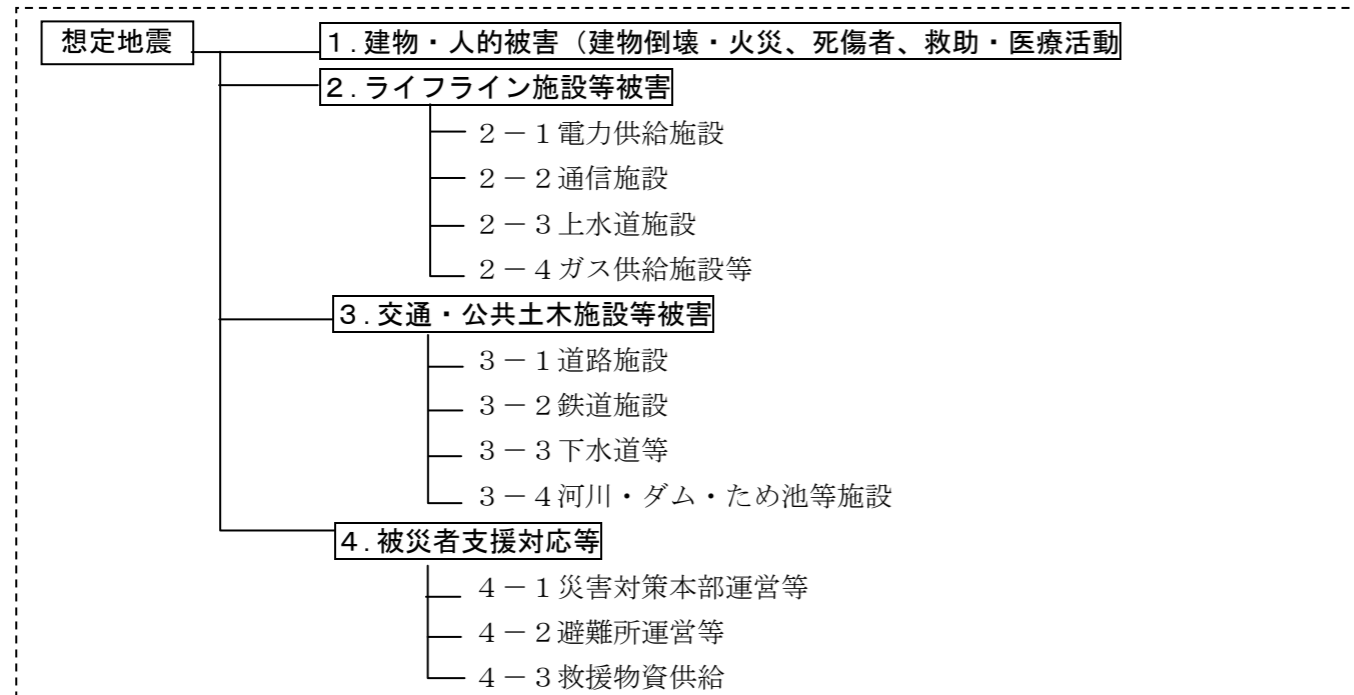 想定地震
１.建物・人的被害（建物倒壊・火災、死傷者、救助・医療活動
２.ライフライン施設等被害
２－１電力供給施設
２－２通信施設
２－３上水道施設
２－４ガス供給施設等
３.交通・公共土木施設等被害
３－１道路施設
３－２鉄道施設
３－３下水道等
３－４河川・ダム・ため池等施設
４.被災者支援対応等
４－１災害対策本部運営等
４－２避難所運営等
４－３救援物資供給